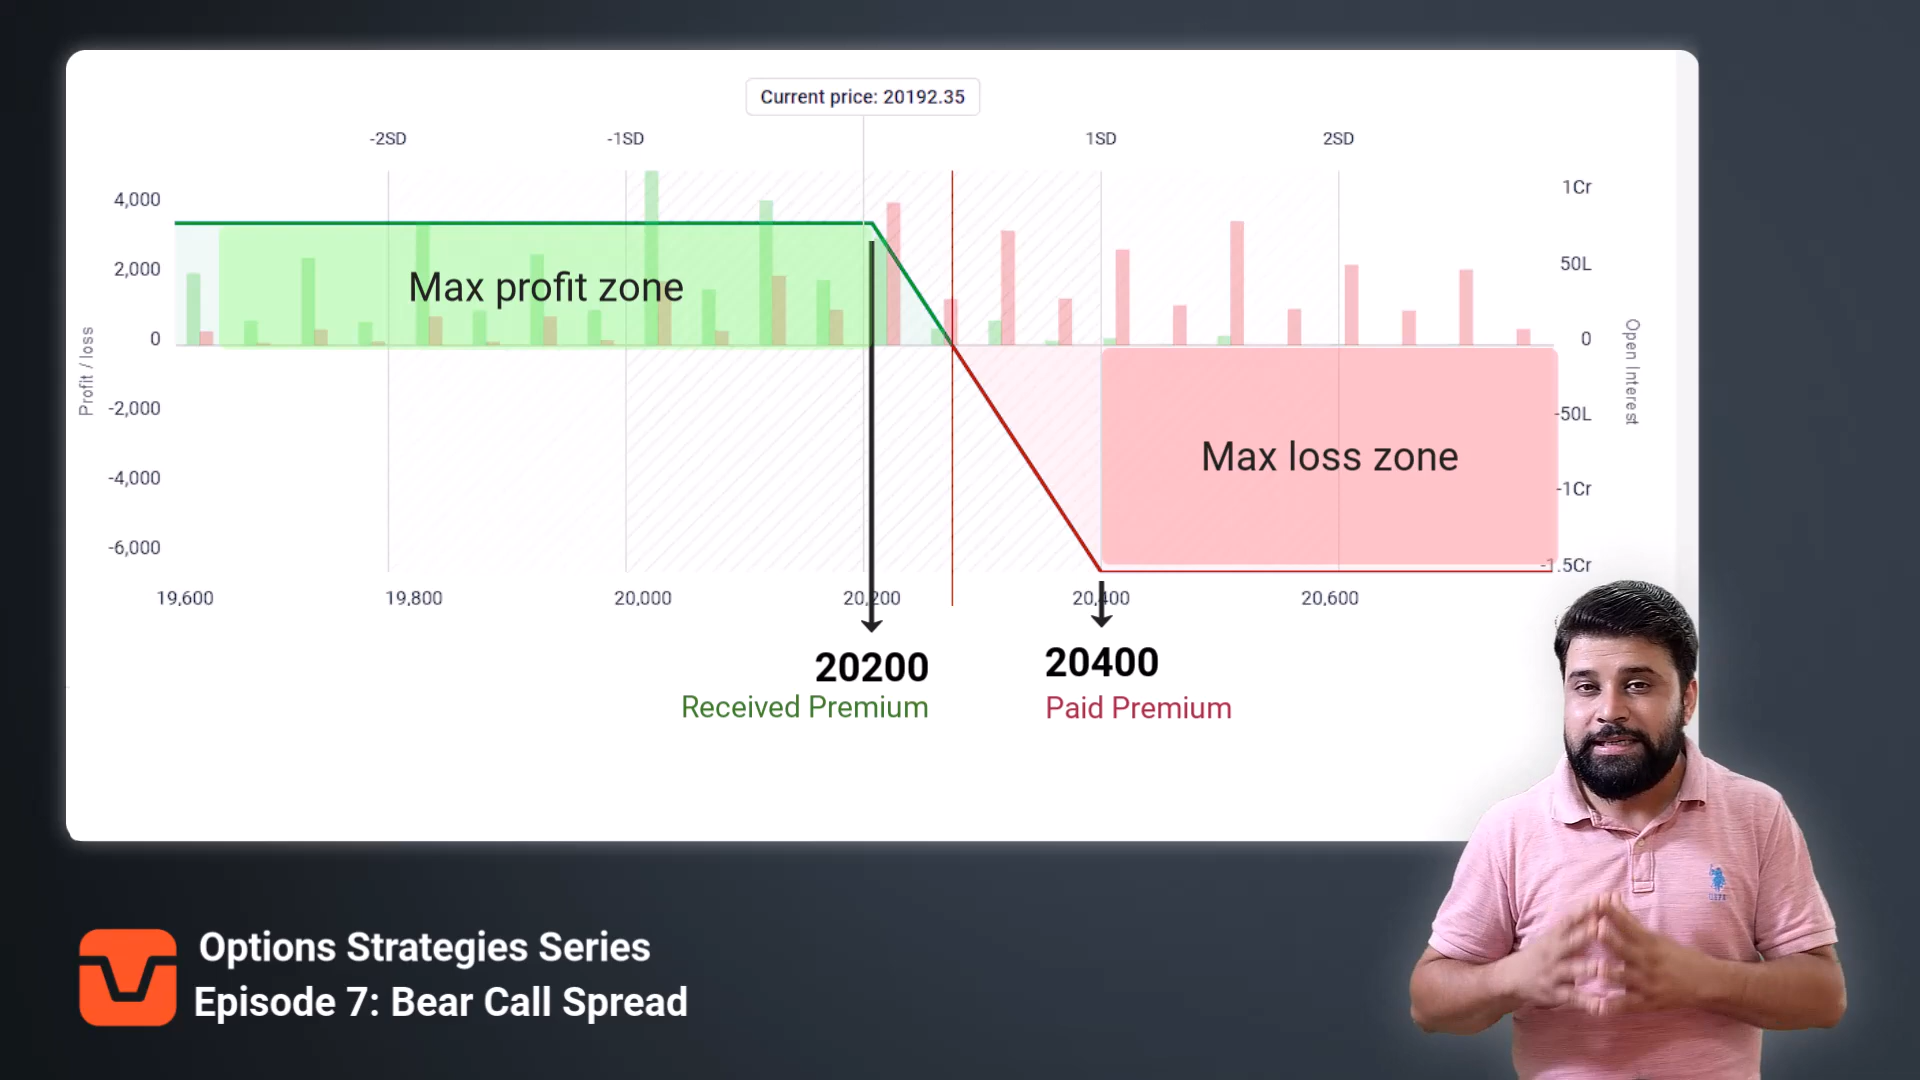 Current price: 20192.35
-2SD -1SD 1SD 2SD
4,000
2,000
0
-2,000
-4,000
-6,000
Profit / loss
1Cr
50L
0
-50L
-1Cr
-1.5Cr
Open Interest
Max profit zone
Max loss zone
19,600 19,800 20,000 20,200 20,400 20,600
20200
Received Premium
20400
Paid Premium
Options Strategies Series
Episode 7: Bear Call Spread